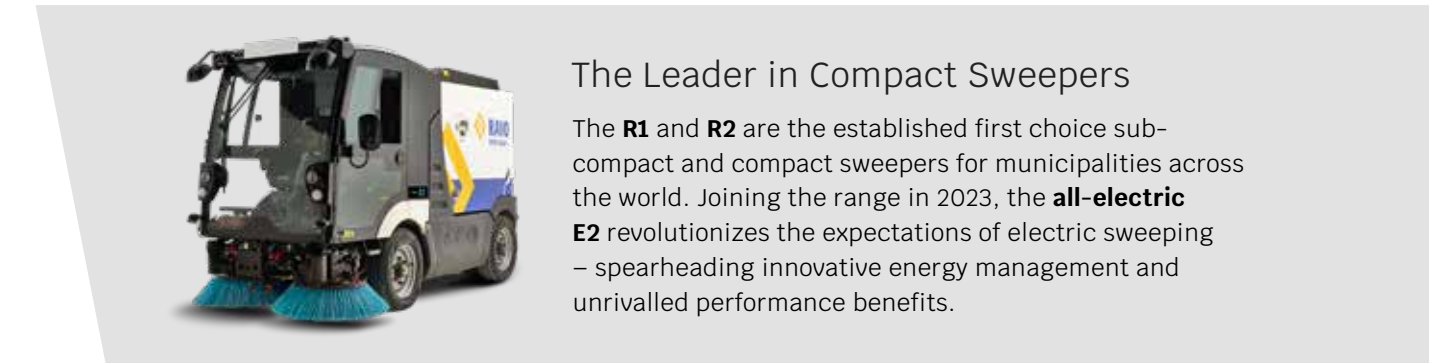 RAVO
The Leader in Compact Sweepers
The R1 and R2 are the established first choice sub-
compact and compact sweepers for municipalities across
the world. Joining the range in 2023, the all-electric
E2 revolutionizes the expectations of electric sweeping
– spearheading innovative energy management and
unrivalled performance benefits.